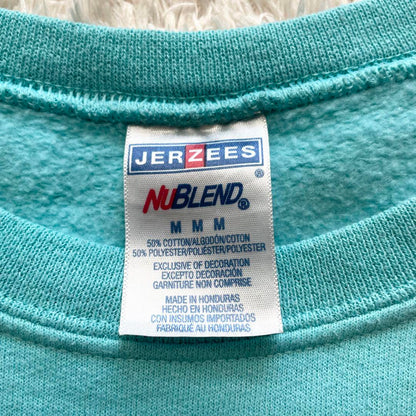 JERZEES
®
NUBLEND®
M M M
50% COTTON/ALGODÓN/COTON
50% POLYESTER/POLIÉSTER/POLYESTER
EXCLUSIVE OF DECORATION
EXCEPTO DECORACIÓN
GARNITURE NON COMPRISE
MADE IN HONDURAS
HECHO EN HONDURAS
CON INSUMOS IMPORTADOS
FABRIQUÉ AU HONDURAS